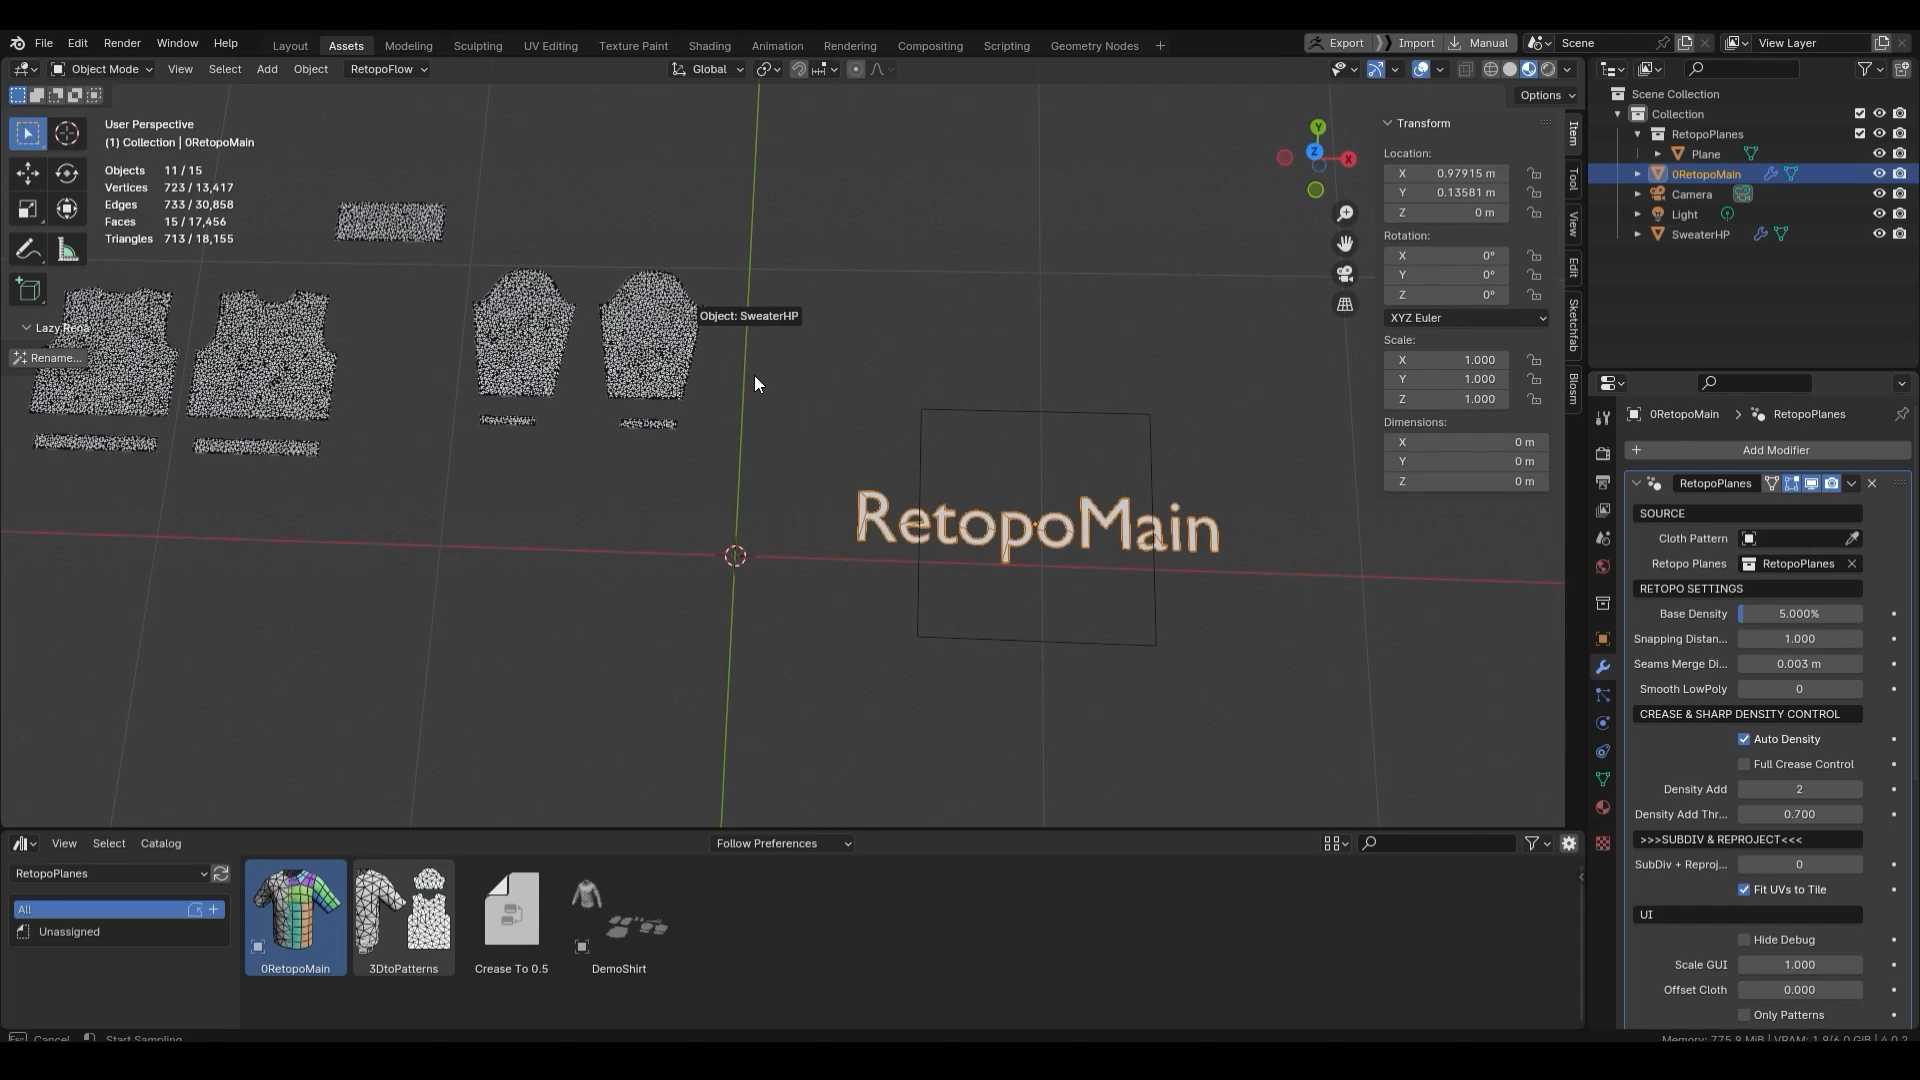 File Edit Render Window Help
Layout Assets Modeling Sculpting UV Editing Texture Paint Shading Animation Rendering Compositing Scripting Geometry Nodes +
Export Import Manual Scene View Layer
Object Mode View Select Add Object RetopoFlow Global
Options
User Perspective
(1) Collection | 0RetopoMain
Objects 11 / 15
Vertices 723 / 13,417
Edges 733 / 30,858
Faces 15 / 17,456
Triangles 713 / 18,155
Rename...
Object: SweaterHP
RetopoMain
Y
Z
X
Transform
Location:
X 0.97915 m
Y 0.13581 m
Z 0 m
Rotation:
X 0°
Y 0°
Z 0°
XYZ Euler
Scale:
X 1.000
Y 1.000
Z 1.000
Dimensions:
X 0 m
Y 0 m
Z 0 m
Item
Tool
View
Edit
Sketchfab
Blosm
Scene Collection
Collection
RetopoPlanes
Plane
0RetopoMain
Camera
Light
SweaterHP
0RetopoMain > RetopoPlanes
+ Add Modifier
RetopoPlanes
SOURCE
Cloth Pattern
Retopo Planes RetopoPlanes
RETOPO SETTINGS
Base Density 5.000%
Snapping Distan... 1.000
Seams Merge Di... 0.003 m
Smooth LowPoly 0
CREASE & SHARP DENSITY CONTROL
Auto Density
Full Crease Control
Density Add 2
Density Add Thr... 0.700
>>>SUBDIV & REPROJECT<<<
SubDiv + Reproj... 0
Fit UVs to Tile
UI
Hide Debug
Scale GUI 1.000
Offset Cloth 0.000
Only Patterns
View Select Catalog Follow Preferences
RetopoPlanes
All
Unassigned
0RetopoMain 3DtoPatterns Crease To 0.5 DemoShirt